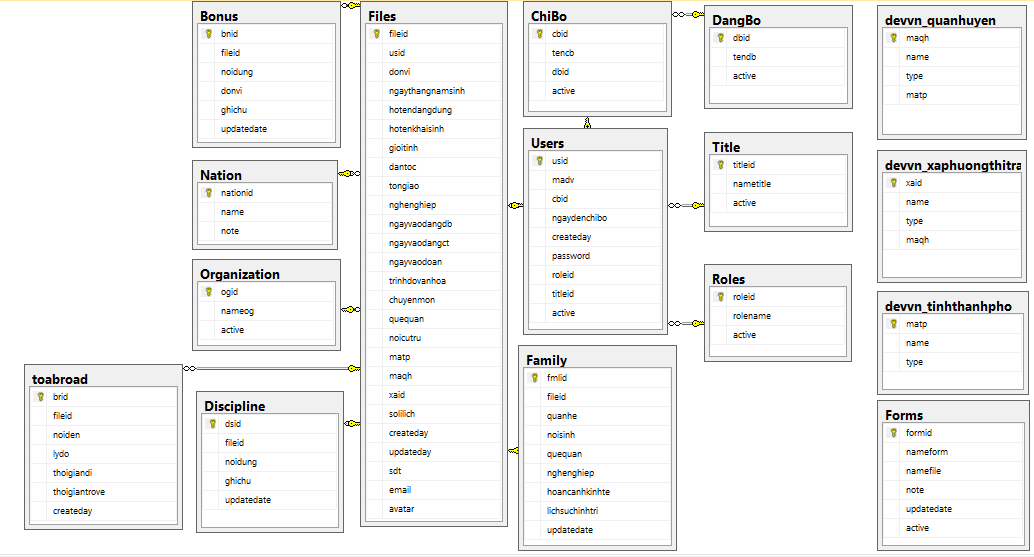 Bonus
bnid
fileid
noidung
donvi
ghichu
updatedate
Nation
nationid
name
note
Organization
ogid
nameog
active
toabroad
brid
fileid
noiden
lydo
thoigiandi
thoigiantrove
createday
Discipline
dsid
fileid
noidung
ghichu
updatedate
Files
fileid
usid
donvi
ngaythangnamsinh
hotendangdung
hotenkhaisinh
gioitinh
dantoc
tongiao
nghenghiep
ngayvaodangdb
ngayvaodangct
ngayvaodoan
trinhdovanhoa
chuyenmon
quequan
noicutru
matp
maqh
xaid
solilich
createday
updateday
sdt
email
avatar
ChiBo
cbid
tencb
dbid
active
Users
usid
madv
cbid
ngaydenchibo
createday
password
roleid
titleid
active
Family
fmlid
fileid
quanhe
noisinh
quequan
nghenghiep
hoancanhkinhte
lichsuchinhtri
updatedate
DangBo
dbid
tendb
active
Title
titleid
nametitle
active
Roles
roleid
rolename
active
devvn_quanhuyen
maqh
name
type
matp
devvn_xaphuongthitra
xaid
name
type
maqh
devvn_tinhthanhpho
matp
name
type
Forms
formid
nameform
namefile
note
updatedate
active